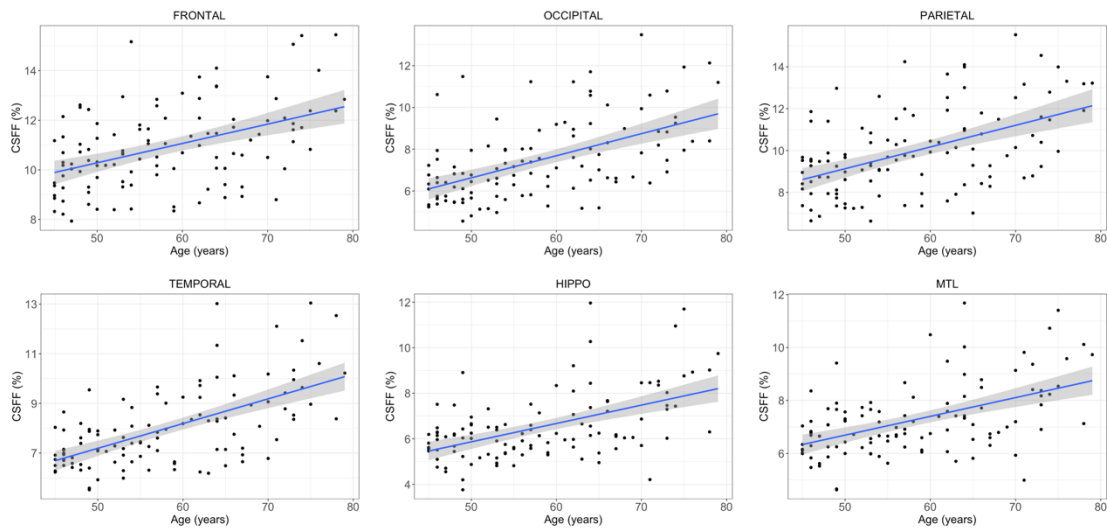 FRONTAL
CSFF (%)
14
12
10
8
50
60
70
80
Age (years)
OCCIPITAL
CSFF (%)
12
10
8
6
50
60
70
80
Age (years)
PARIETAL
CSFF (%)
14
12
10
8
50
60
70
80
Age (years)
TEMPORAL
CSFF (%)
13
11
9
7
50
60
70
80
Age (years)
HIPPO
CSFF (%)
12
10
8
6
4
50
60
70
80
Age (years)
MTL
CSFF (%)
12
10
8
6
50
60
70
80
Age (years)